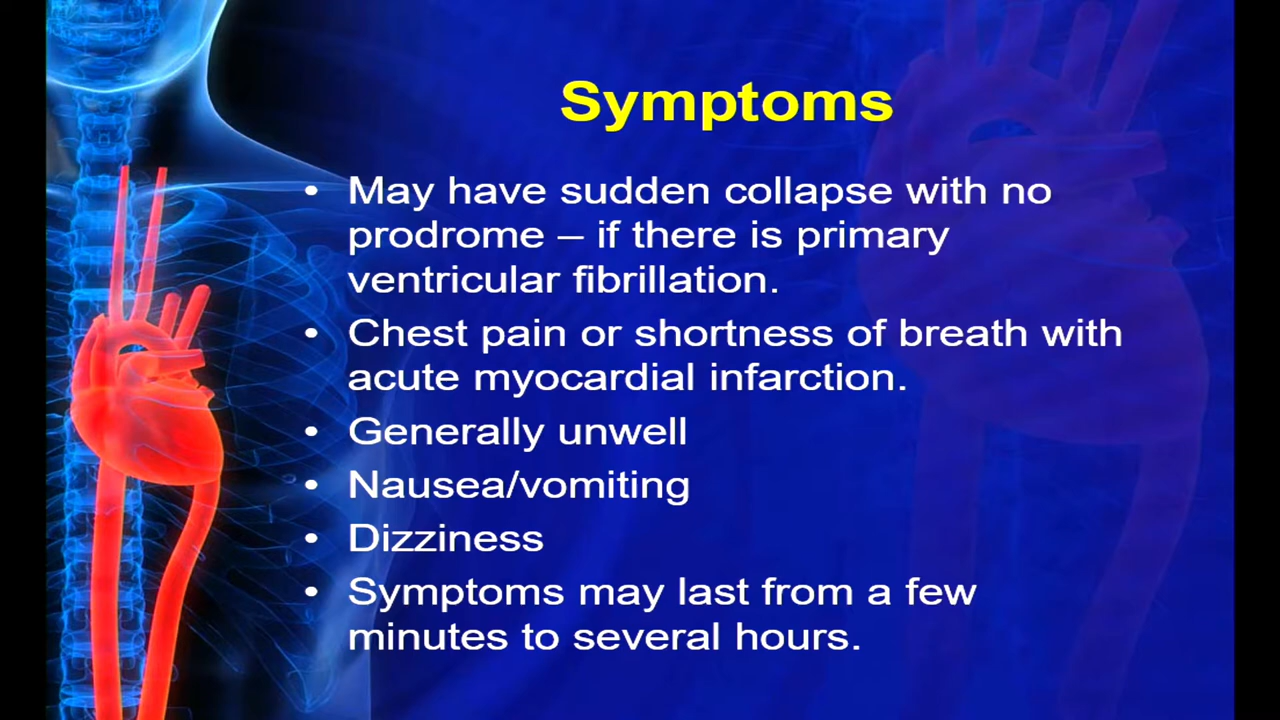 Symptoms
• May have sudden collapse with no
prodrome – if there is primary
ventricular fibrillation.
• Chest pain or shortness of breath with
acute myocardial infarction.
• Generally unwell
• Nausea/vomiting
• Dizziness
• Symptoms may last from a few
minutes to several hours.